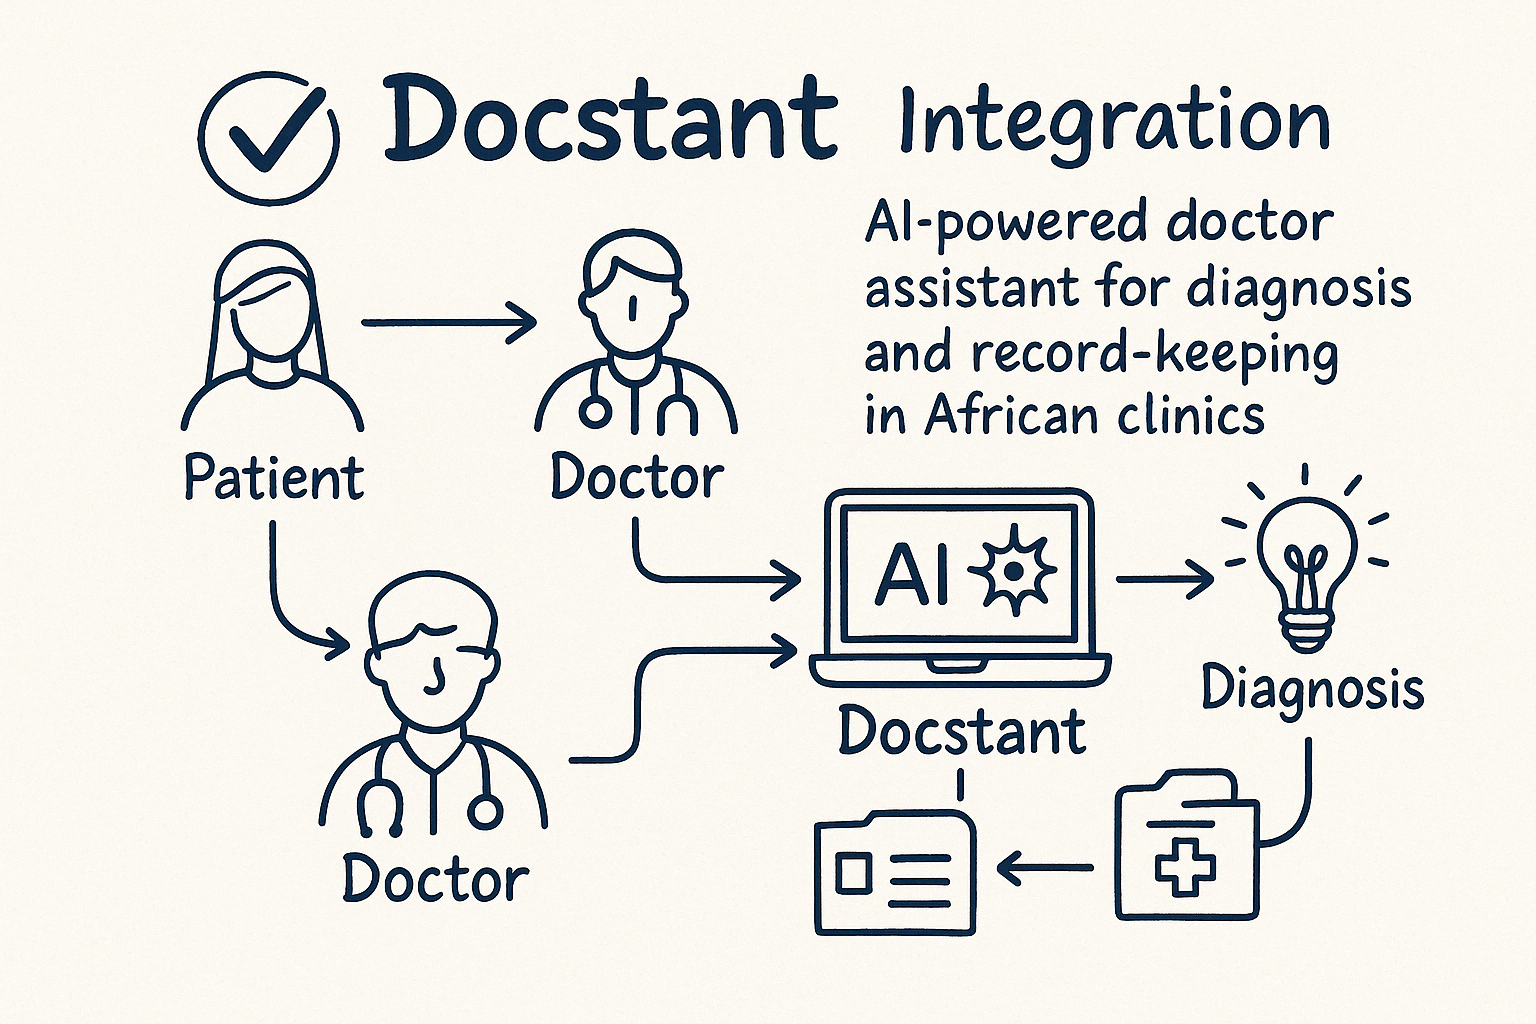 Docstant Integration
AI-powered doctor
assistant for diagnosis
and record-keeping
in African clinics
Patient
Doctor
AI
Diagnosis
Docstant
Doctor